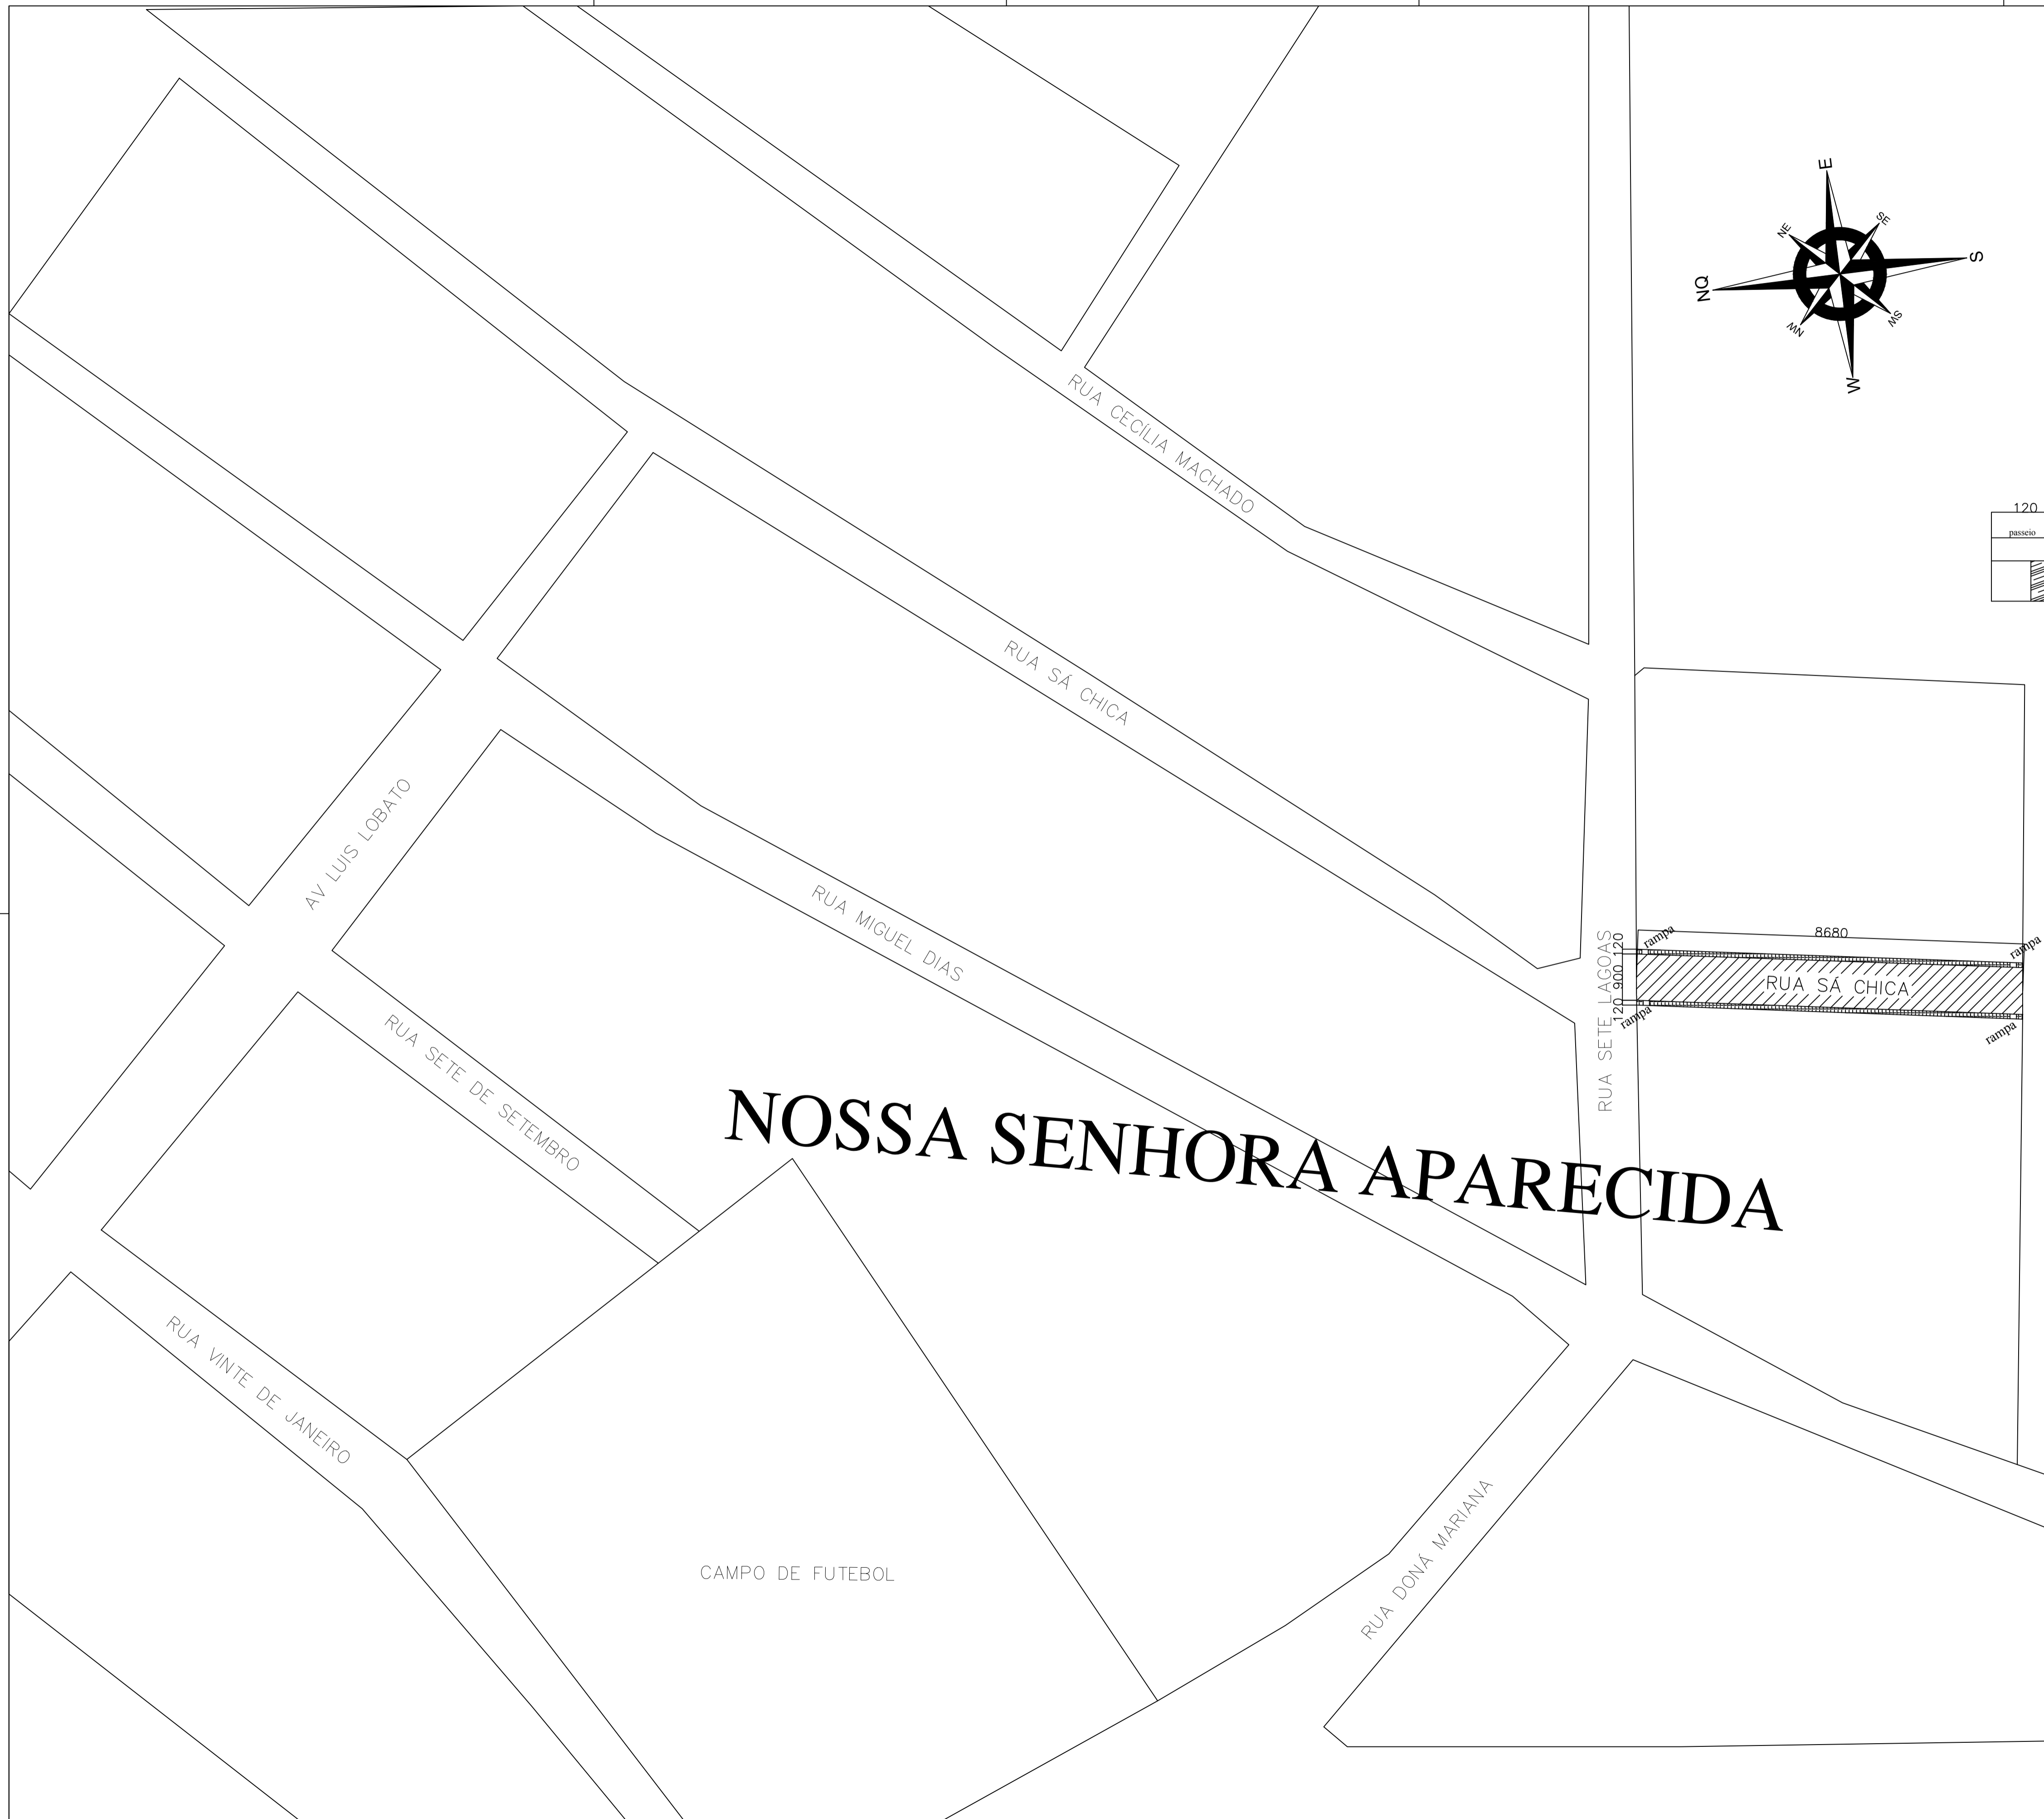 E
SE
NE
S
NQ
SW
NW
W
RUA CECÍLIA MACHADO
120
passeio
RUA SÁ CHICA
AV LUIS LOBATO
RUA MIGUEL DIAS
RUA SETE LAGOAS
120
900
120
rampa
8680
rampa
RUA SÁ CHICA
rampa
rampa
RUA SETE DE SETEMBRO
NOSSA SENHORA APARECIDA
RUA VINTE DE JANEIRO
RUA DONÁ MARIANA
CAMPO DE FUTEBOL